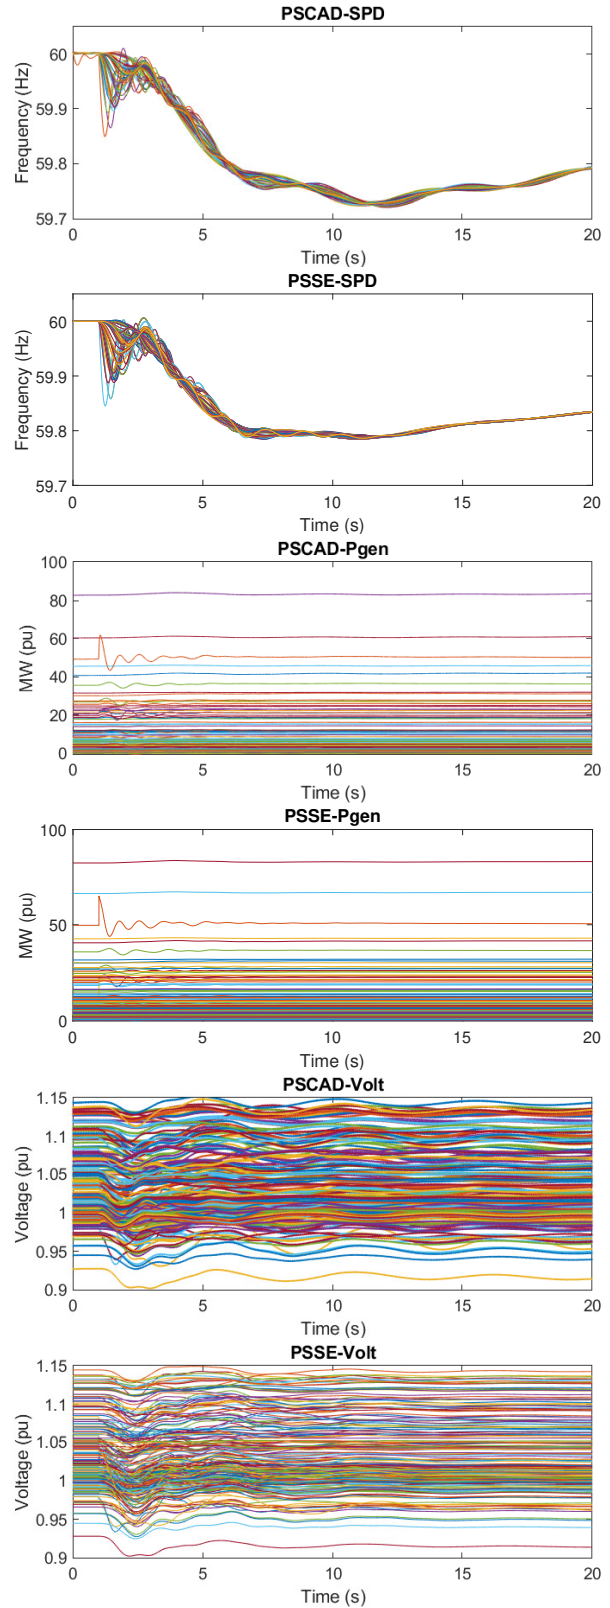 PSCAD-SPD
Frequency (Hz)
60
59.9
59.8
59.7
0 5 10 15 20
Time (s)
PSSE-SPD
Frequency (Hz)
60
59.9
59.8
59.7
0 5 10 15 20
Time (s)
PSCAD-Pgen
MW (pu)
100
80
60
40
20
0
0 5 10 15 20
Time (s)
PSSE-Pgen
MW (pu)
100
50
0
0 5 10 15 20
Time (s)
PSCAD-Volt
Voltage (pu)
1.15
1.10
1.05
1
0.95
0.9
0 5 10 15 20
Time (s)
PSSE-Volt
Voltage (pu)
1.15
1.10
1.05
1
0.95
0.9
0 5 10 15 20
Time (s)